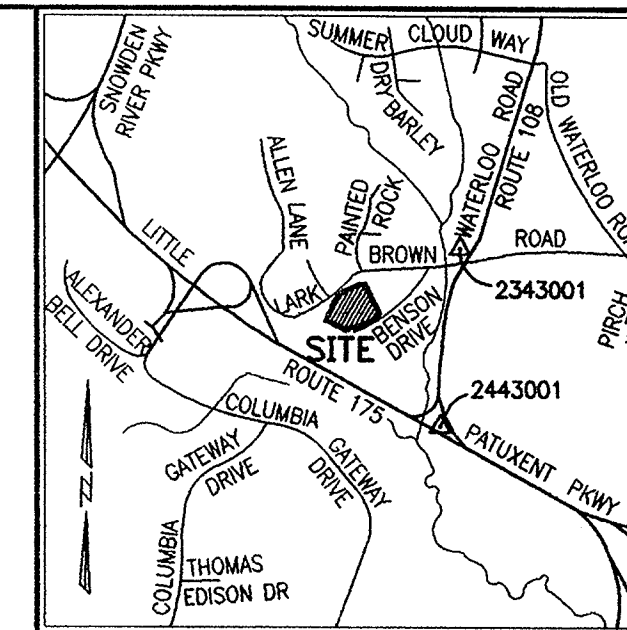 SUMMER CLOUD WAY
SNOWDEN
RIVER PKWY
DRY BARLEY
WATERLOO ROAD
ROUTE 108
OLD WATERLOO
ALLEN LANE
PAINTED
ROCK
BROWN ROAD
LITTLE
LARK
2343001
ALEXANDER
BELL DRIVE
BENSON
DRIVE
SITE
PIRCH
ROUTE 175
2443001
COLUMBIA
GATEWAY
DRIVE
GATEWAY
DRIVE
PATUXENT PKWY
N
COLUMBIA
THOMAS
EDISON DR